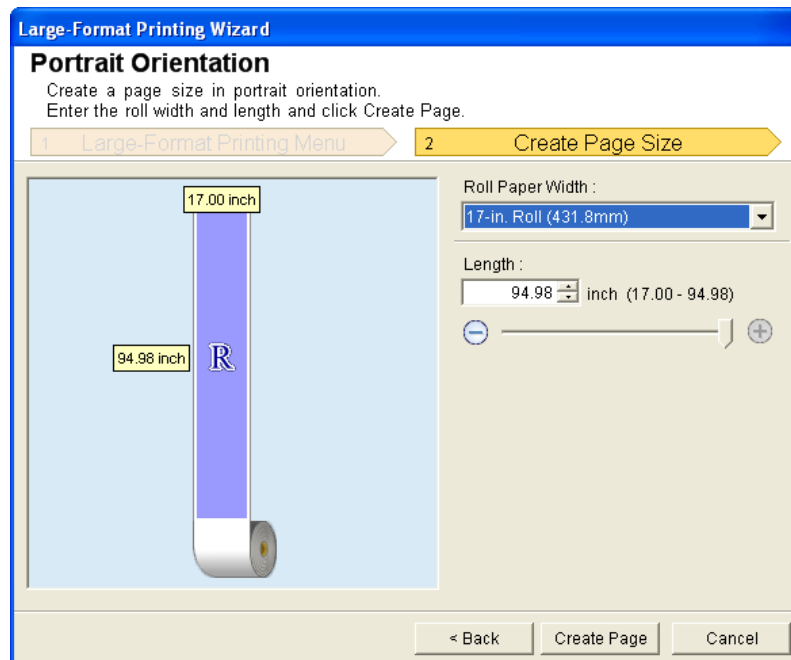 Large-Format Printing Wizard
Portrait Orientation
Create a page size in portrait orientation.
Enter the roll width and length and click Create Page.
1 Large-Format Printing Menu
2 Create Page Size
17.00 inch
94.98 inch
R
Roll Paper Width :
17-in. Roll (431.8mm)
Length :
94.98 inch (17.00 - 94.98)
< Back
Create Page
Cancel